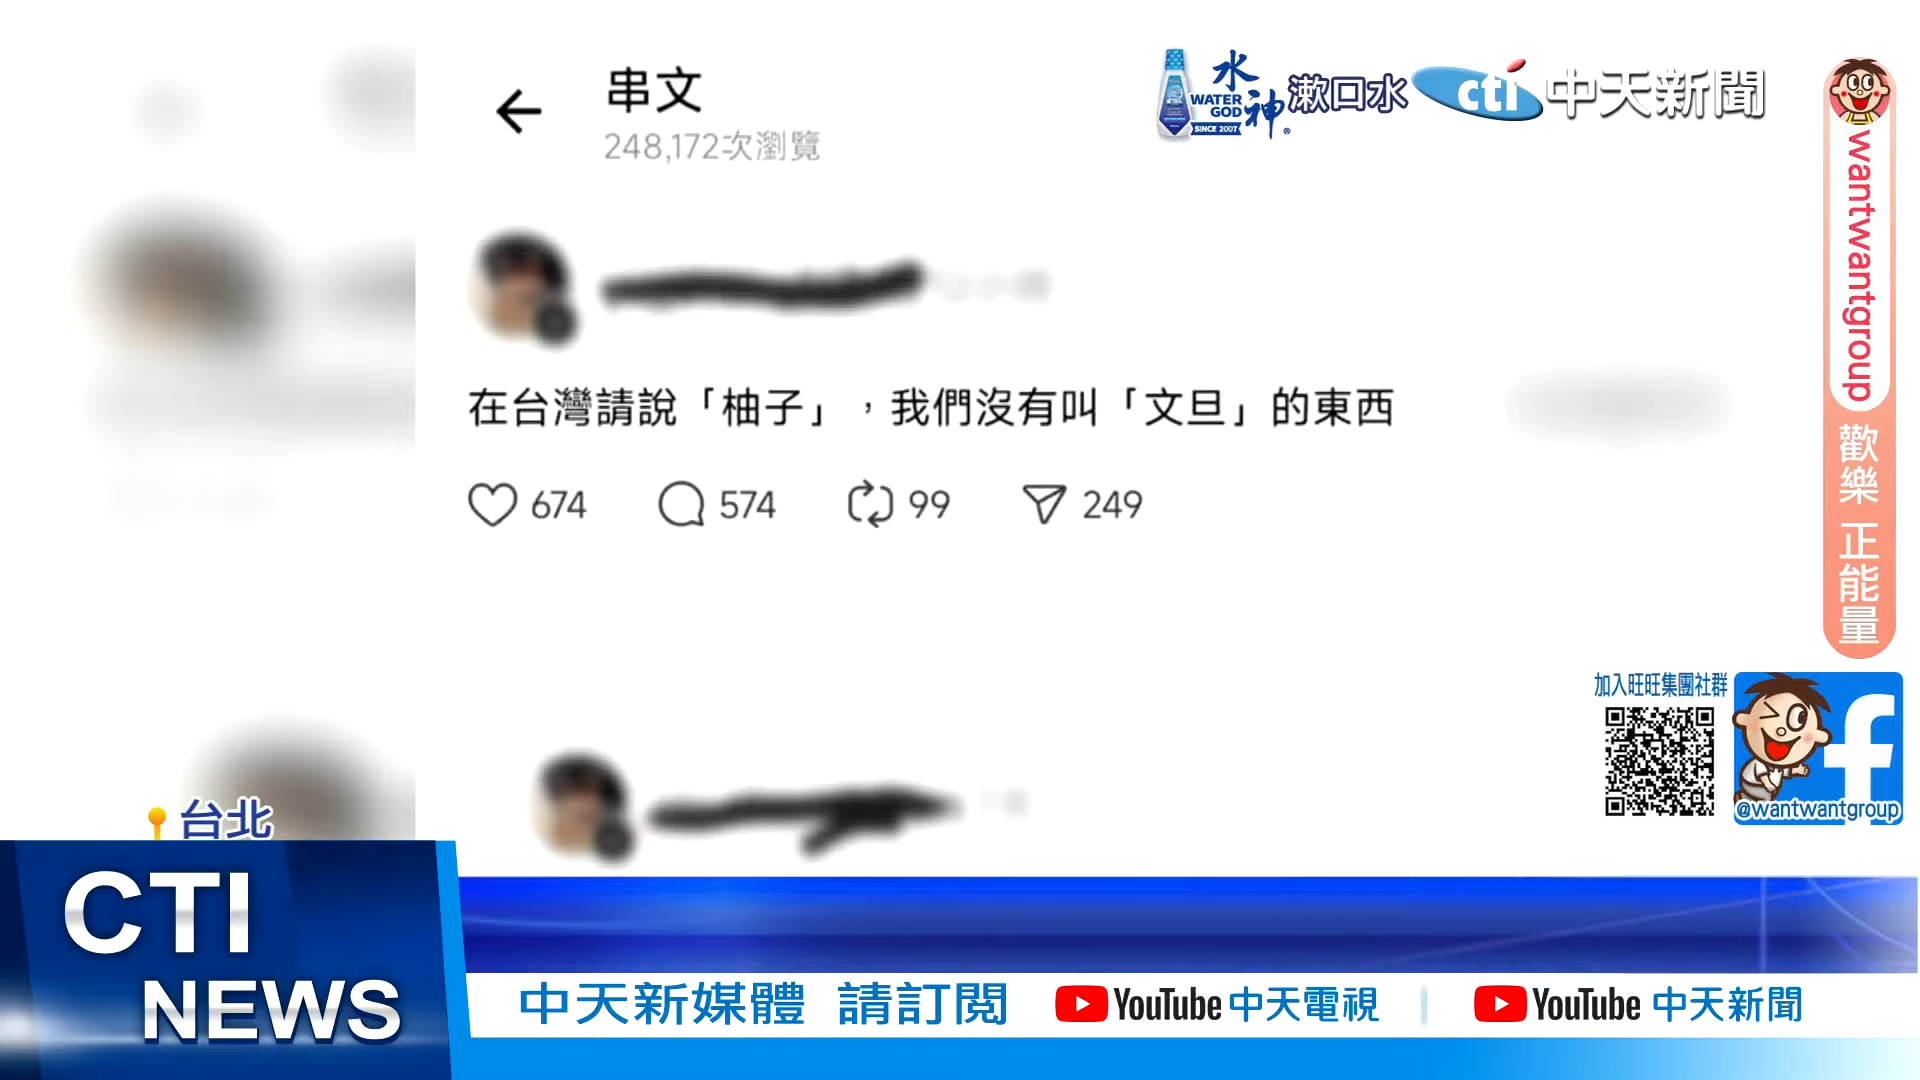 串文
248,172次瀏覽
水神
WATER GOD
SINCE 2007
漱口水
cti 中天新聞
wantwantgroup
歡樂 正能量
在台灣請說「柚子」，我們沒有叫「文旦」的東西
674 574 99 249
加入旺旺集團社群
@wantwantgroup
台北
CTI
NEWS
中天新媒體 請訂閱 YouTube 中天電視 YouTube 中天新聞